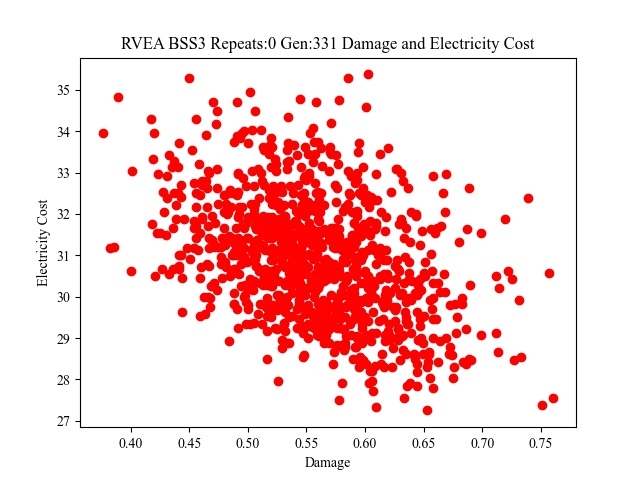 RVEA BSS3 Repeats:0 Gen:331 Damage and Electricity Cost
35
34
33
32
31
30
29
28
27
Electricity Cost
0.40 0.45 0.50 0.55 0.60 0.65 0.70 0.75
Damage